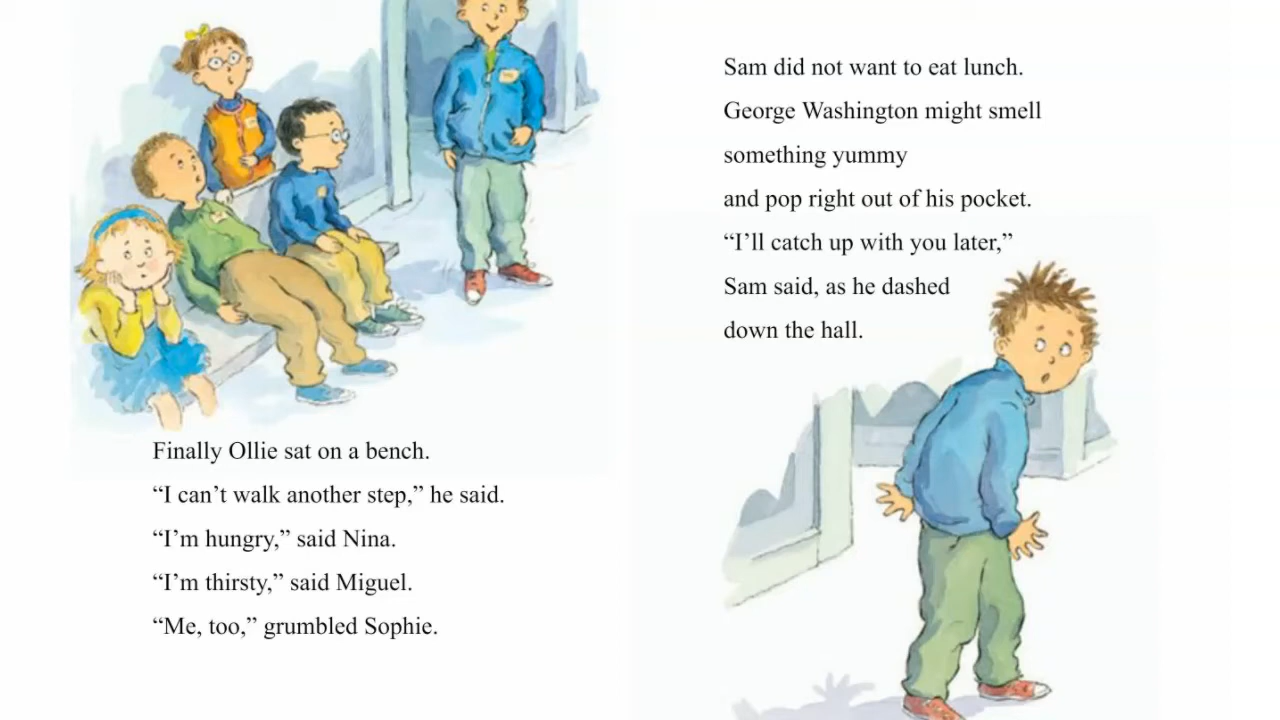 Finally Ollie sat on a bench.
“I can’t walk another step,” he said.
“I’m hungry,” said Nina.
“I’m thirsty,” said Miguel.
“Me, too,” grumbled Sophie.
Sam did not want to eat lunch.
George Washington might smell
something yummy
and pop right out of his pocket.
“I’ll catch up with you later,”
Sam said, as he dashed
down the hall.